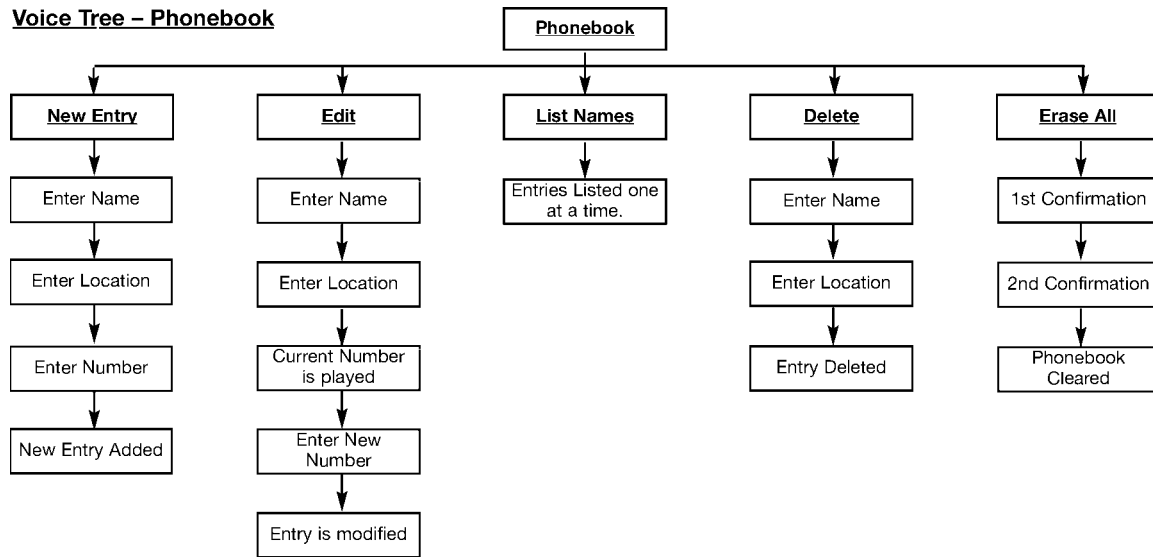 Voice Tree – Phonebook
Phonebook
New Entry
Enter Name
Enter Location
Enter Number
New Entry Added
Edit
Enter Name
Enter Location
Current Number
is played
Enter New
Number
Entry is modified
List Names
Entries Listed one
at a time.
Delete
Enter Name
Enter Location
Entry Deleted
Erase All
1st Confirmation
2nd Confirmation
Phonebook
Cleared